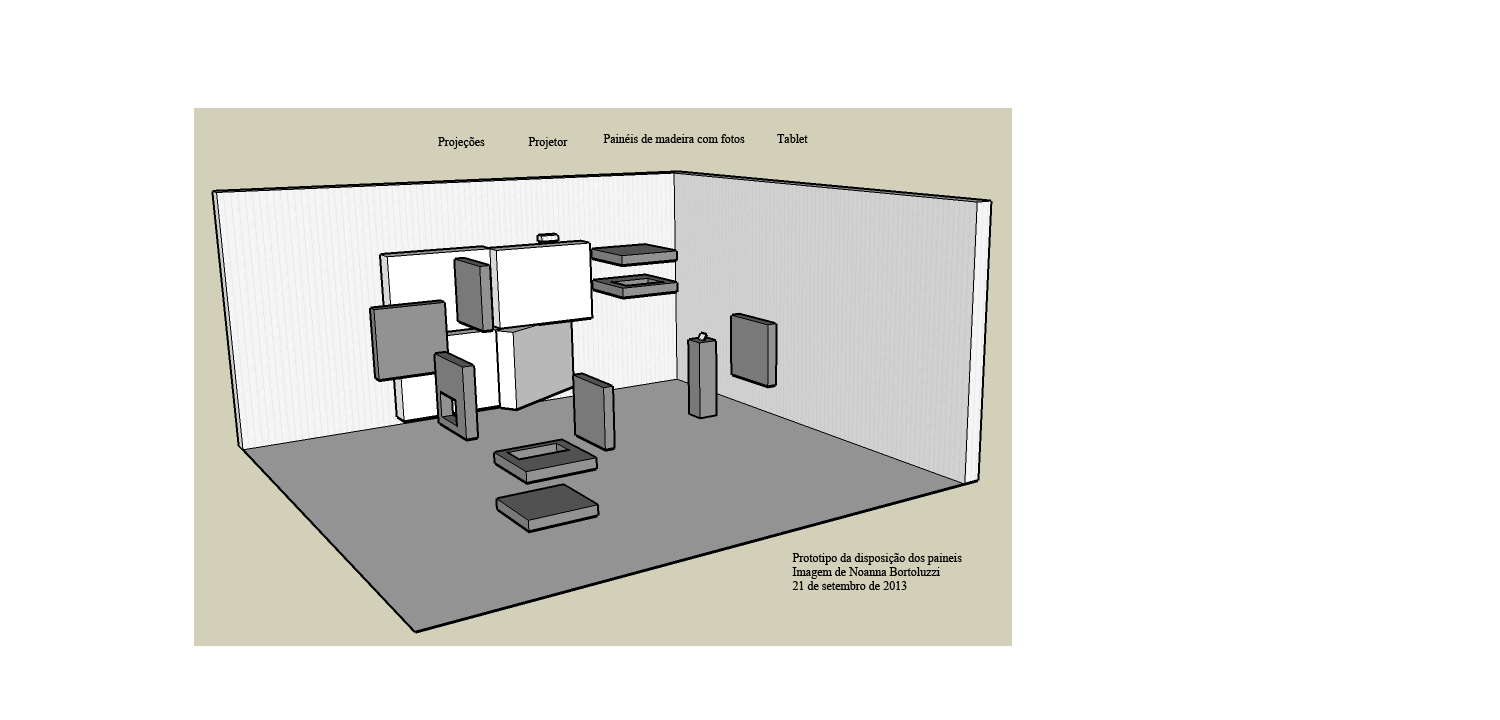 Projeções Projetor Painéis de madeira com fotos Tablet
Prototipo da disposição dos paineis
Imagem de Noanna Bortoluzzi
21 de setembro de 2013